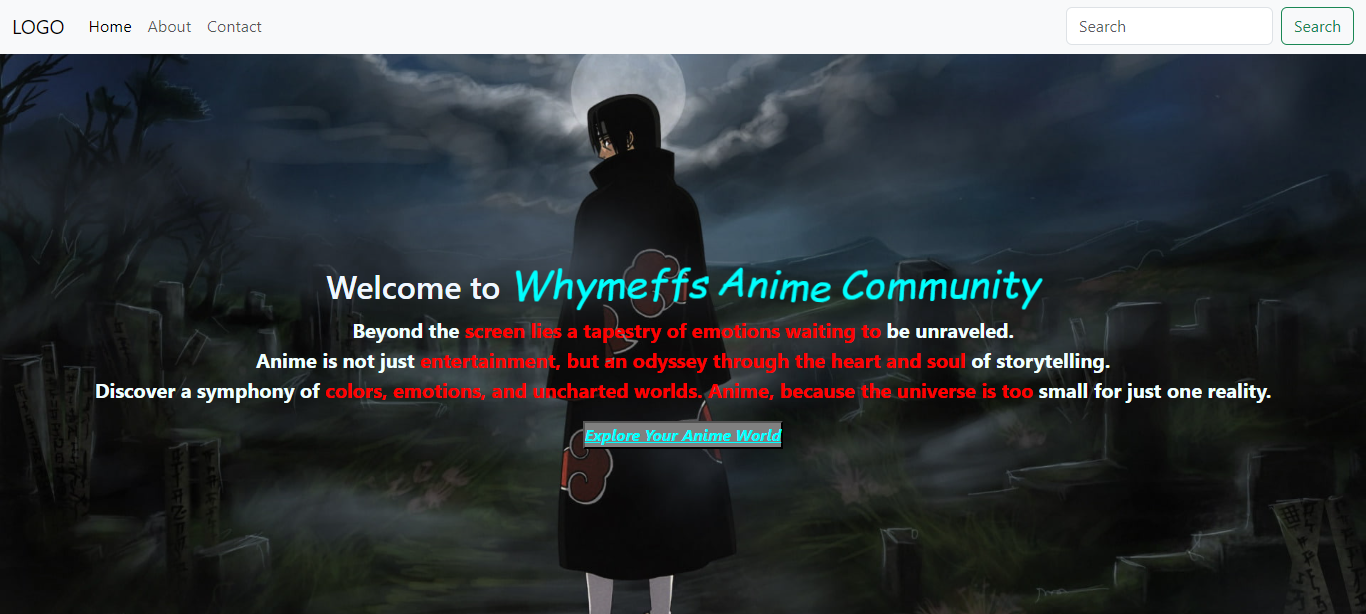 LOGO Home About Contact Search Search
Welcome to Whymeffs Anime Community
Beyond the screen lies a tapestry of emotions waiting to be unraveled.
Anime is not just entertainment, but an odyssey through the heart and soul of storytelling.
Discover a symphony of colors, emotions, and uncharted worlds. Anime, because the universe is too small for just one reality.
Explore Your Anime World